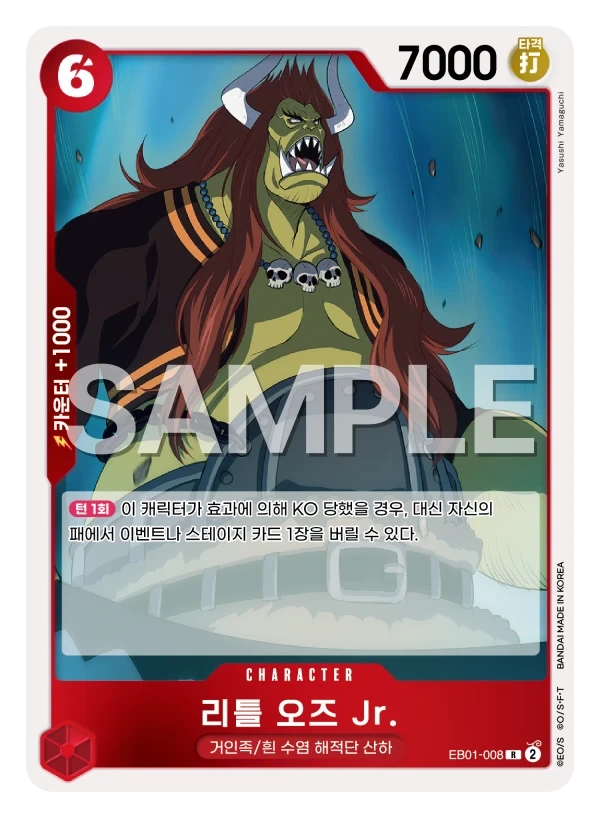 6
7000
타격
打
Yasushi Yamaguchi
카운터 +1000
SAMPLE
턴 1회 이 캐릭터가 효과에 의해 KO 당했을 경우, 대신 자신의
패에서 이벤트나 스테이지 카드 1장을 버릴 수 있다.
CHARACTER
리틀 오즈 Jr.
거인족/흰 수염 해적단 산하
EB01-008 R 2
©EO/S ©O/S·F·T BANDAI MADE IN KOREA